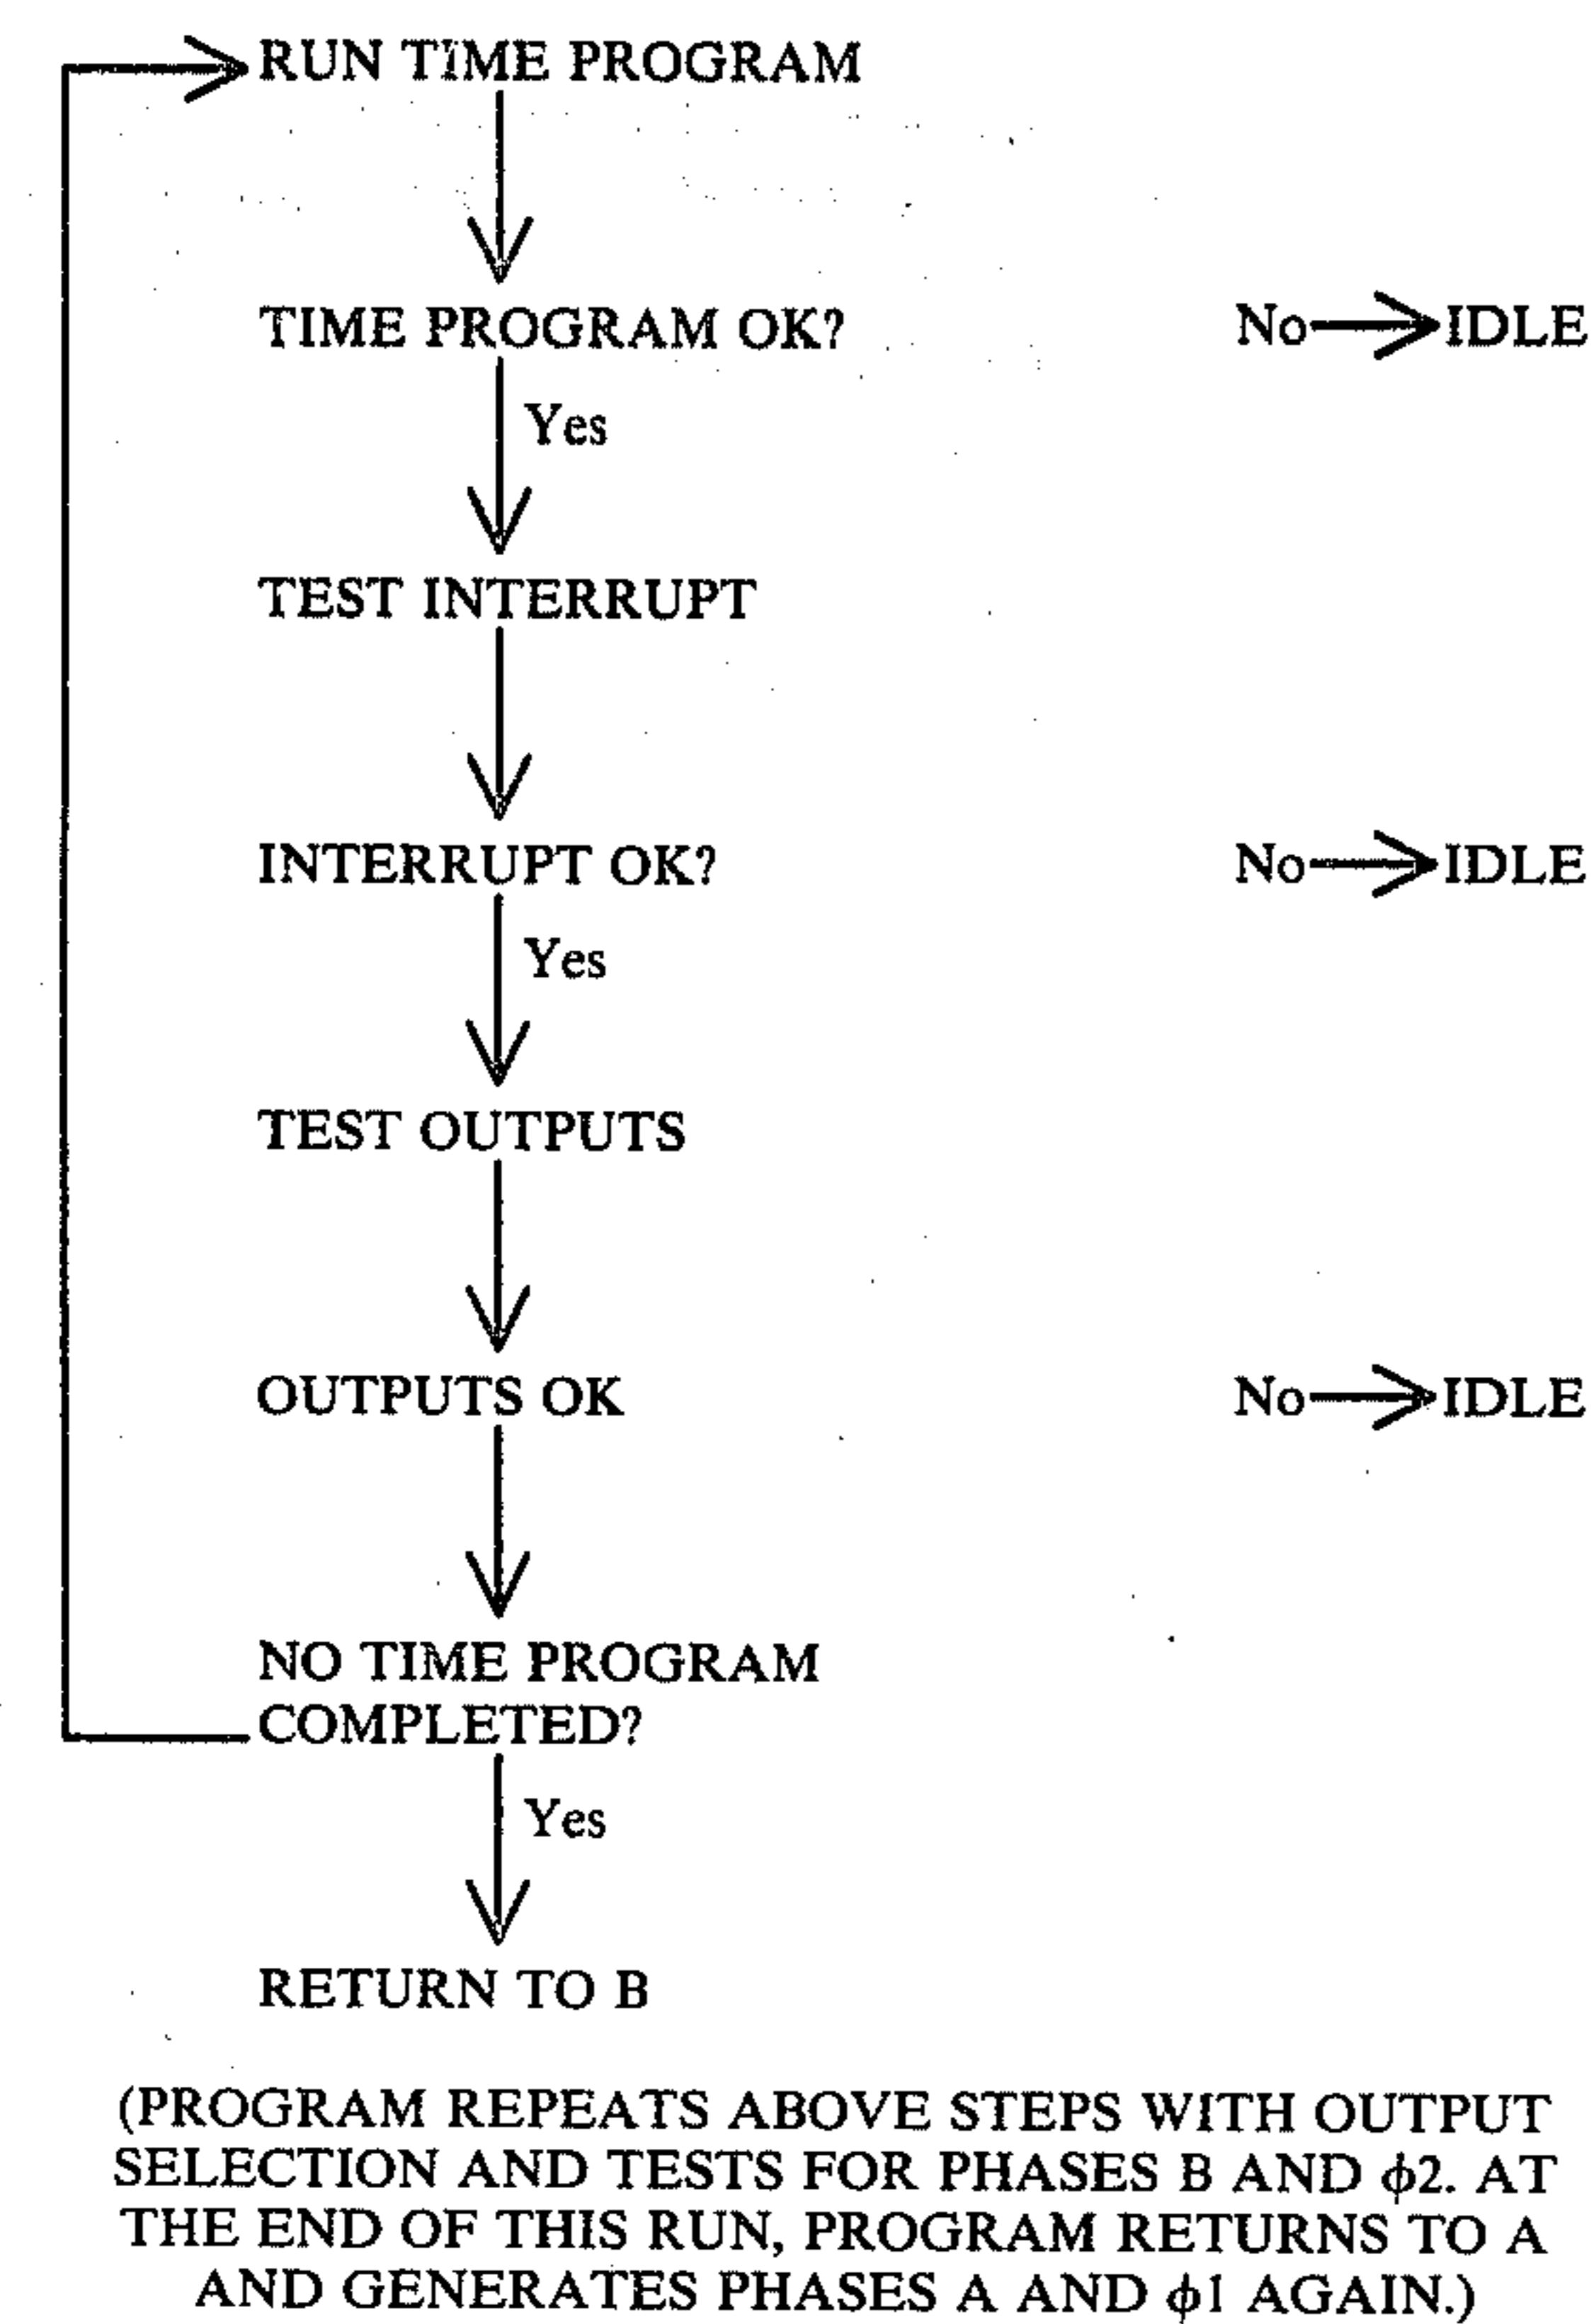 RUN TIME PROGRAM
TIME PROGRAM OK? No IDLE
Yes
TEST INTERRUPT
INTERRUPT OK? No IDLE
Yes
TEST OUTPUTS
OUTPUTS OK No IDLE
NO TIME PROGRAM
COMPLETED?
Yes
RETURN TO B
(PROGRAM REPEATS ABOVE STEPS WITH OUTPUT
SELECTION AND TESTS FOR PHASES B AND ϕ2. AT
THE END OF THIS RUN, PROGRAM RETURNS TO A
AND GENERATES PHASES A AND ϕ1 AGAIN.)